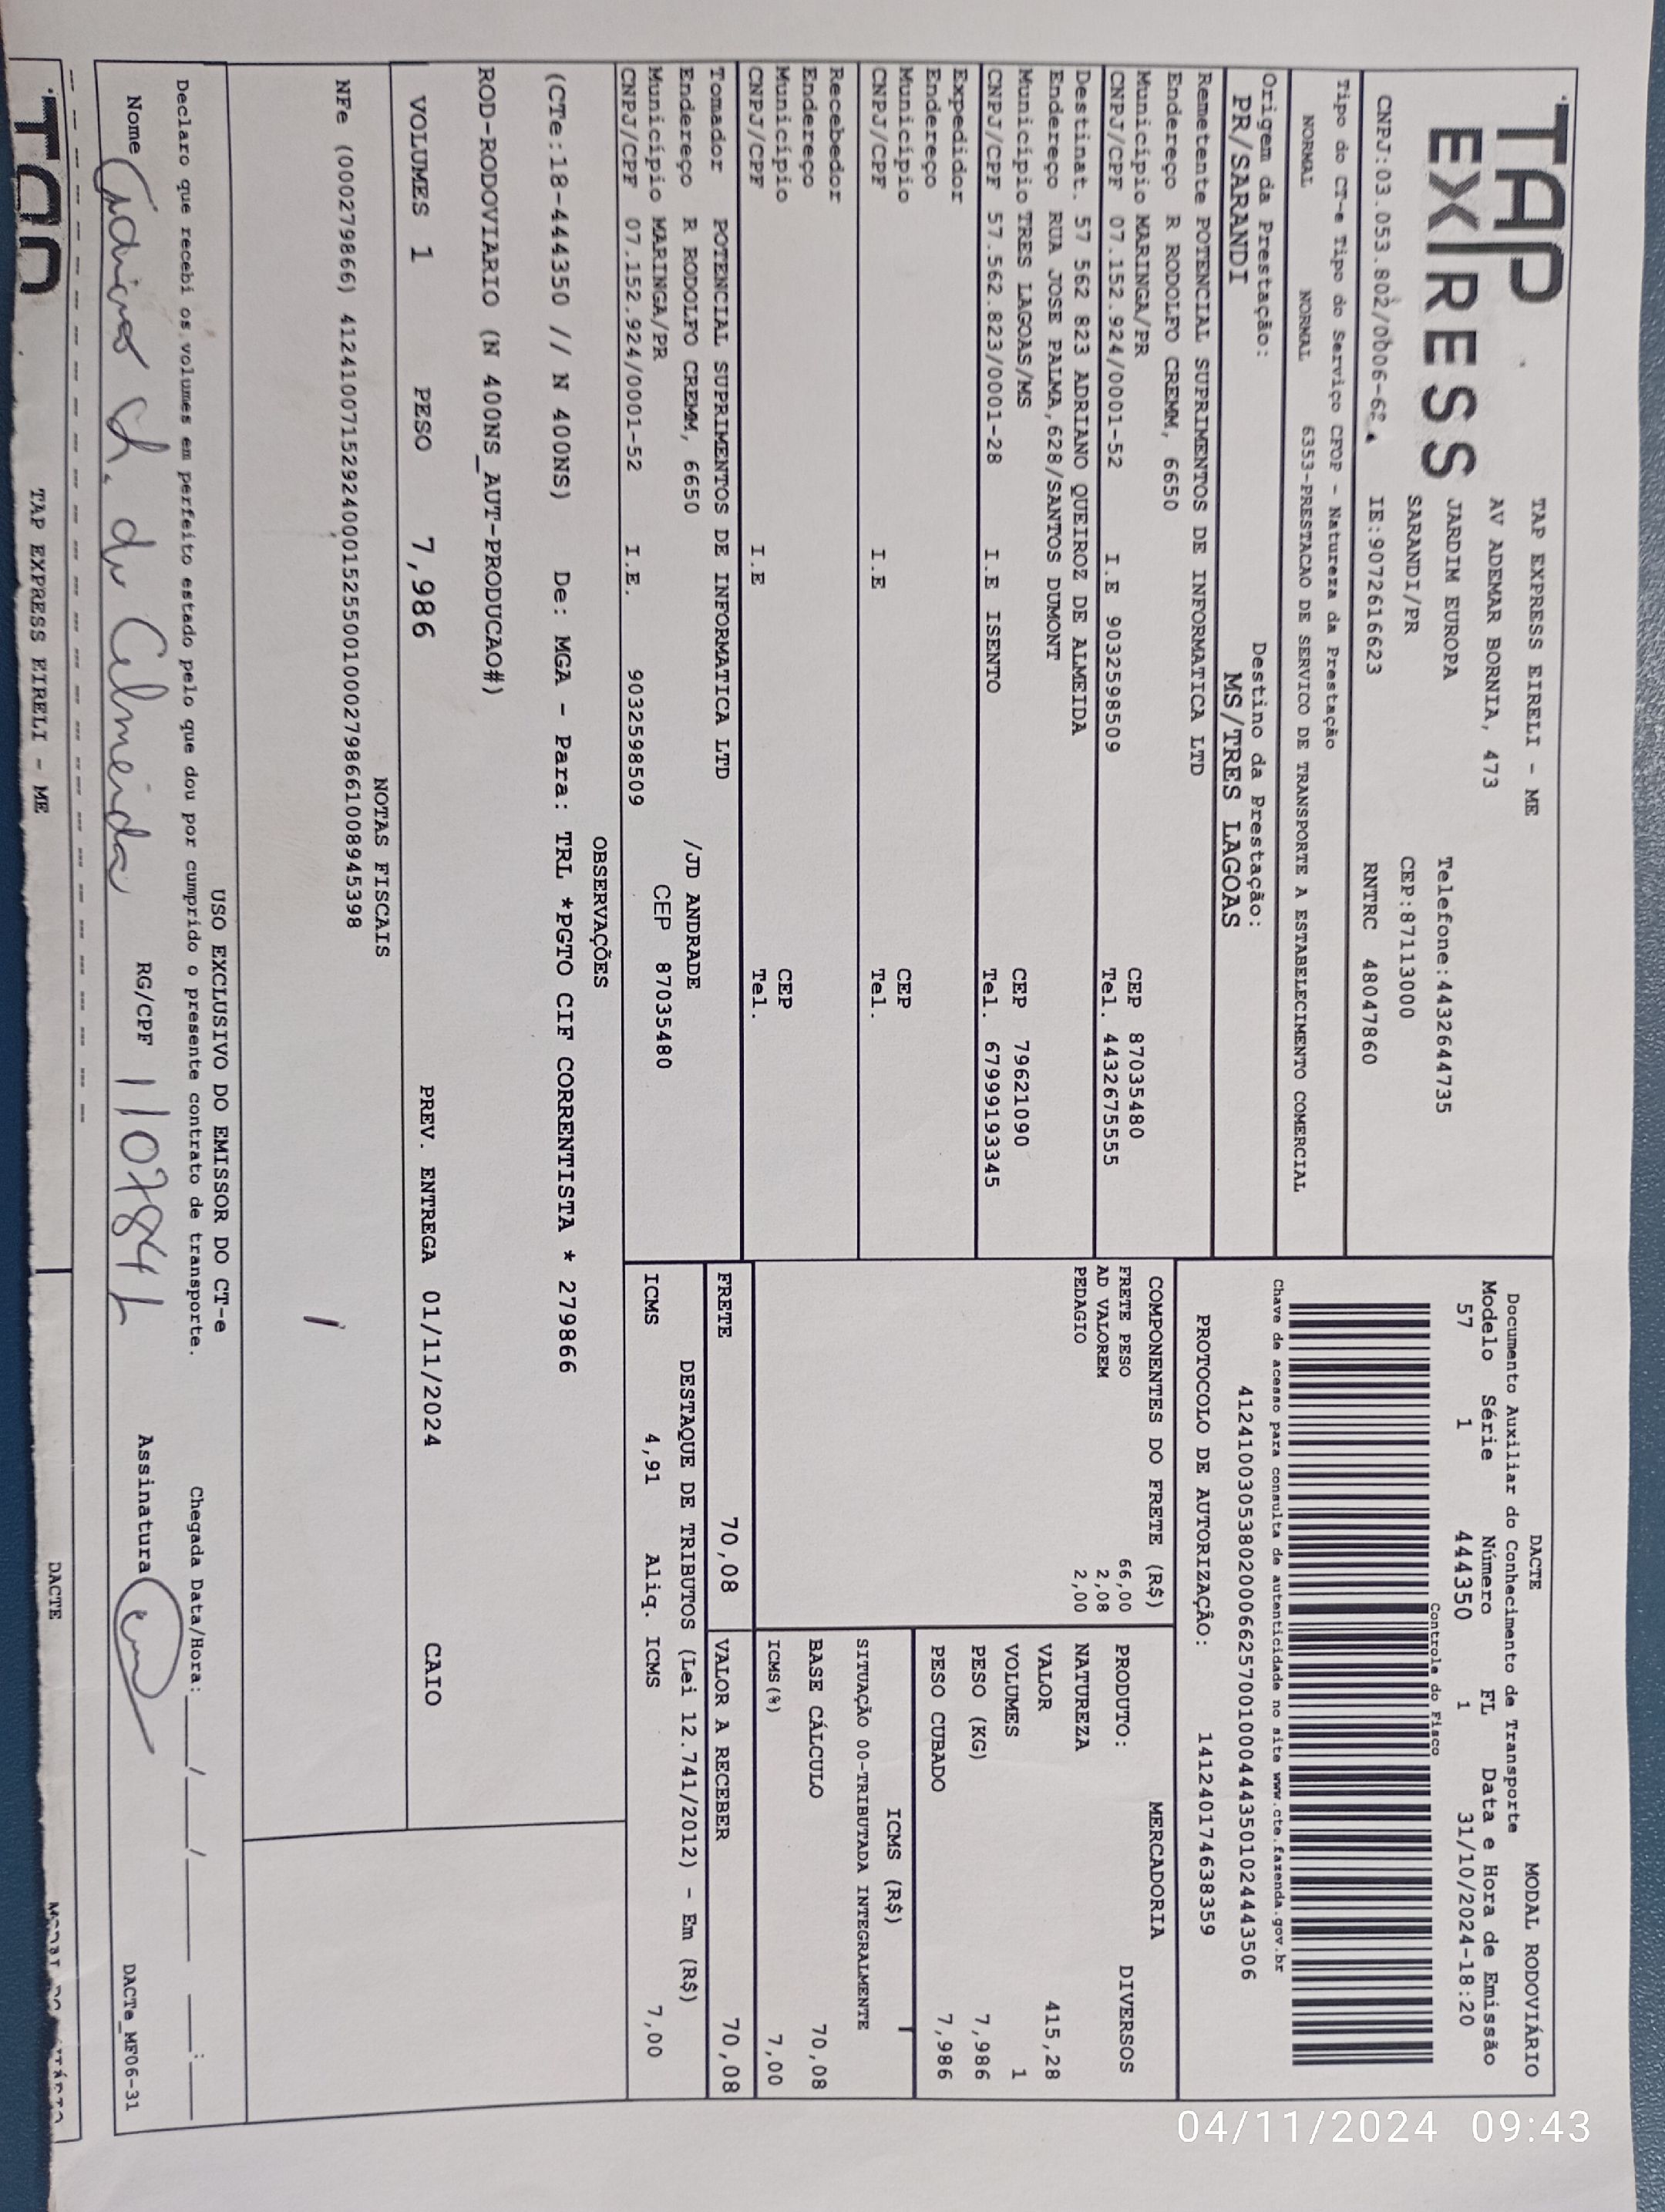 TAP
EXPRESS
TAP EXPRESS EIRELI - ME
AV ADEMAR BORNIA, 473
JARDIM EUROPA Telefone:4432644735
SARANDI/PR CEP:87113000
IE:9072616623 RNTRC 48047860
Tipo do CT-e Tipo do Serviço CFOP - Natureza da Prestação
NORMAL NORMAL 6353-PRESTACAO DE SERVICO DE TRANSPORTE A ESTABELECIMENTO COMERCIAL
Origem da Prestação: Destino da Prestação:
PR/SARANDI MS/TRES LAGOAS
DACTE MODAL RODOVIÁRIO
Documento Auxiliar do Conhecimento de Transporte
Modelo Série Número FL Data e Hora de Emissão
57 1 444350 1 31/10/2024-18:20
Controle do Fisco
Chave de acesso para consulta de autenticidade no site www.cte.fazenda.gov.br
41241003053802000662570010004443501024443506
PROTOCOLO DE AUTORIZAÇÃO: 141240174638359
Remetente POTENCIAL SUPRIMENTOS DE INFORMATICA LTD
Endereço R RODOLFO CREMM, 6650
Município MARINGA/PR CEP 87035480
CNPJ/CPF 07.152.924/0001-52 I.E 9032598509 Tel. 4432675555
Destinat. 57 562 823 ADRIANO QUEIROZ DE ALMEIDA
Endereço RUA JOSE PALMA,628/SANTOS DUMONT
Município TRES LAGOAS/MS CEP 79621090
CNPJ/CPF 57.562.823/0001-28 I.E ISENTO Tel. 67999193345
Expedidor
Endereço
Município CEP
CNPJ/CPF I.E Tel.
Recebedor
Endereço
Município CEP
CNPJ/CPF I.E Tel.
Tomador POTENCIAL SUPRIMENTOS DE INFORMATICA LTD
Endereço R RODOLFO CREMM, 6650 /JD ANDRADE
Município MARINGA/PR CEP 87035480
CNPJ/CPF 07.152.924/0001-52 I.E. 9032598509
COMPONENTES DO FRETE (R$)
FRETE PESO 66,00
AD VALOREM 2,08
PEDAGIO 2,00
MERCADORIA
PRODUTO: DIVERSOS
NATUREZA
VALOR 415,28
VOLUMES 1
PESO (KG) 7,986
PESO CUBADO 7,986
ICMS (R$)
SITUAÇÃO 00-TRIBUTADA INTEGRALMENTE
BASE CÁLCULO 70,08
ICMS(%) 7,00
FRETE 70,08 VALOR A RECEBER 70,08
DESTAQUE DE TRIBUTOS (Lei 12.741/2012) - Em (R$)
ICMS 4,91 Aliq. ICMS 7,00
OBSERVAÇÕES
(CTe:18-444350 // N 400NS) De: MGA - Para: TRL *PGTO CIF CORRENTISTA * 279866
ROD-RODOVIARIO (N 400NS_AUT-PRODUCAO#)
VOLUMES 1 PESO 7,986 PREV. ENTREGA 01/11/2024 CAIO
NOTAS FISCAIS
NFe (000279866) 41241007152924000152550010002798661008945398
USO EXCLUSIVO DO EMISSOR DO CT-e
Declaro que recebi os volumes em perfeito estado pelo que dou por cumprido o presente contrato de transporte. Chegada Data/Hora:____/____/______ ____:____
Nome Adriano Q. de Almeida RG/CPF Assinatura DACTe_MF06-31
TAP EXPRESS EIRELI - ME DACTE
04/11/2024 09:43